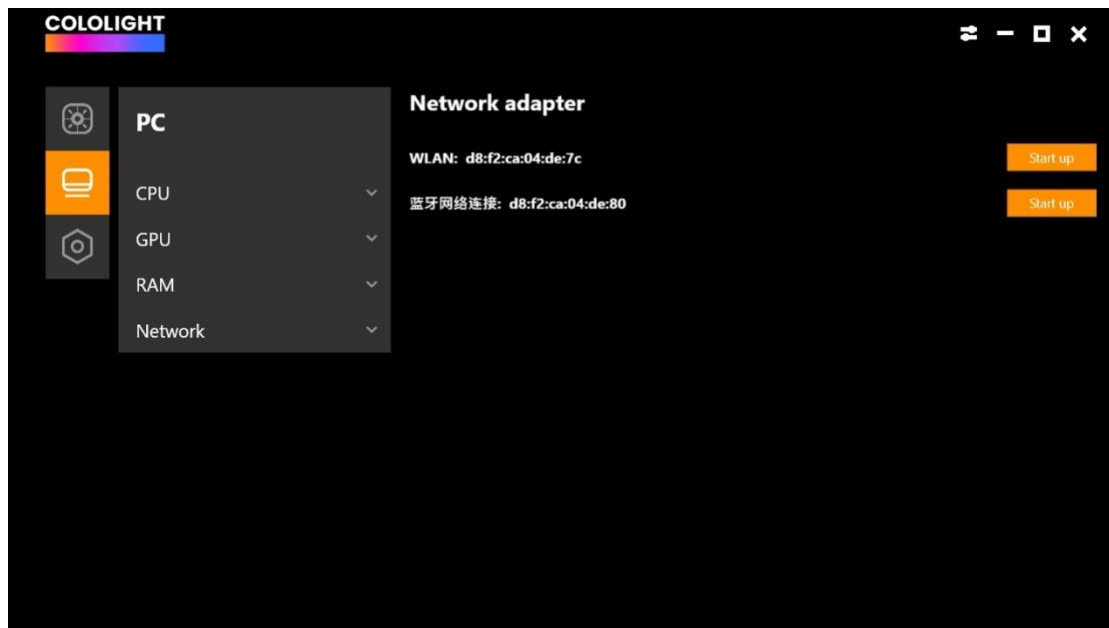 COLOLIGHT
PC
CPU
GPU
RAM
Network
Network adapter
WLAN: d8:f2:ca:04:de:7c
Start up
蓝牙网络连接: d8:f2:ca:04:de:80
Start up